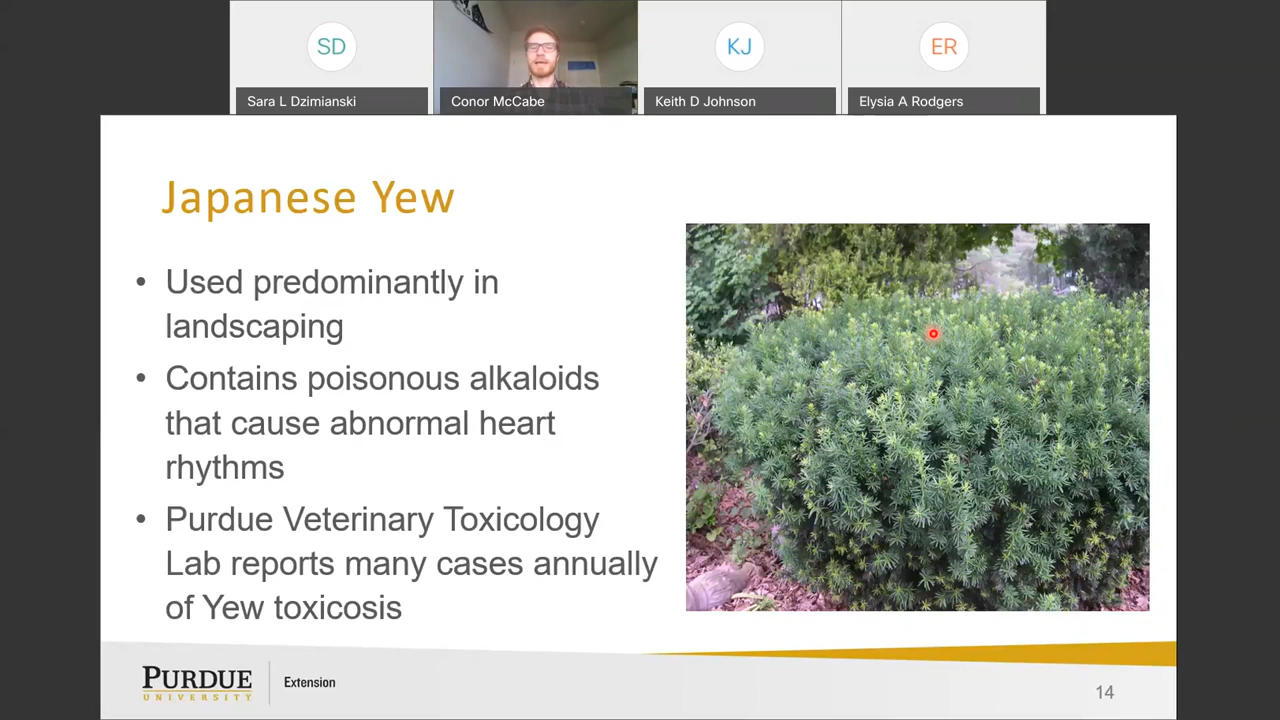 SD
KJ
ER
Sara L Dzimianski
Conor McCabe
Keith D Johnson
Elysia A Rodgers
Japanese Yew
• Used predominantly in
landscaping
• Contains poisonous alkaloids
that cause abnormal heart
rhythms
• Purdue Veterinary Toxicology
Lab reports many cases annually
of Yew toxicosis
PURDUE
UNIVERSITY
Extension
14